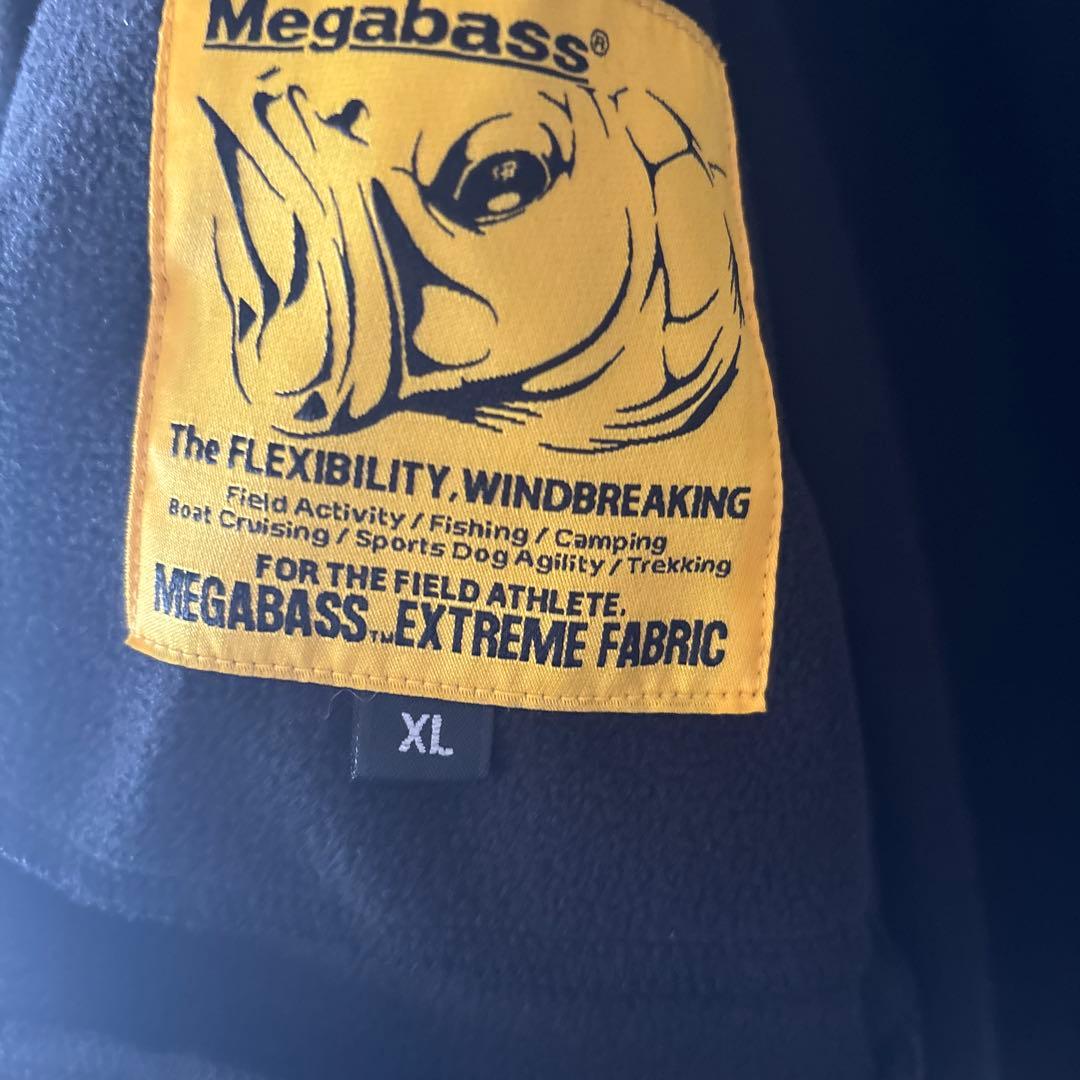 Megabass®
The FLEXIBILITY, WINDBREAKING
Field Activity / Fishing / Camping
Boat Cruising / Sports Dog Agility / Trekking
FOR THE FIELD ATHLETE.
MEGABASS™ EXTREME FABRIC
XL